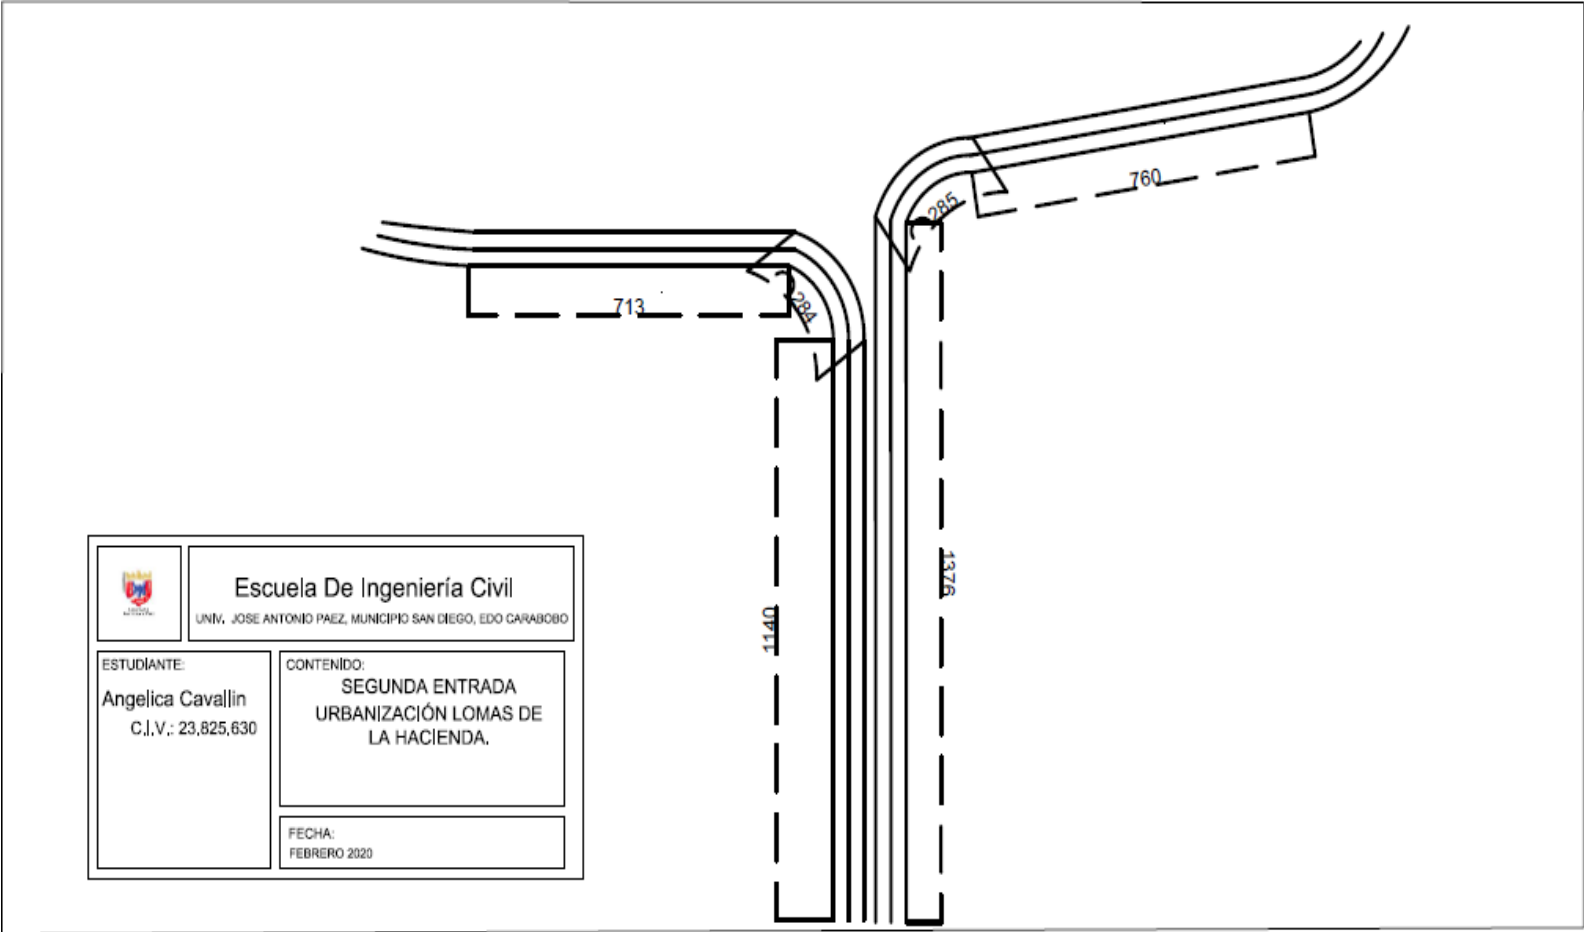 760
285
713
284
1376
1140
Escuela De Ingeniería Civil
UNIV. JOSE ANTONIO PAEZ, MUNICIPIO SAN DIEGO, EDO CARABOBO
ESTUDIANTE:
Angelica Cavallin
C.I.V.: 23,825,630
CONTENIDO:
SEGUNDA ENTRADA
URBANIZACIÓN LOMAS DE
LA HACIENDA.
FECHA:
FEBRERO 2020